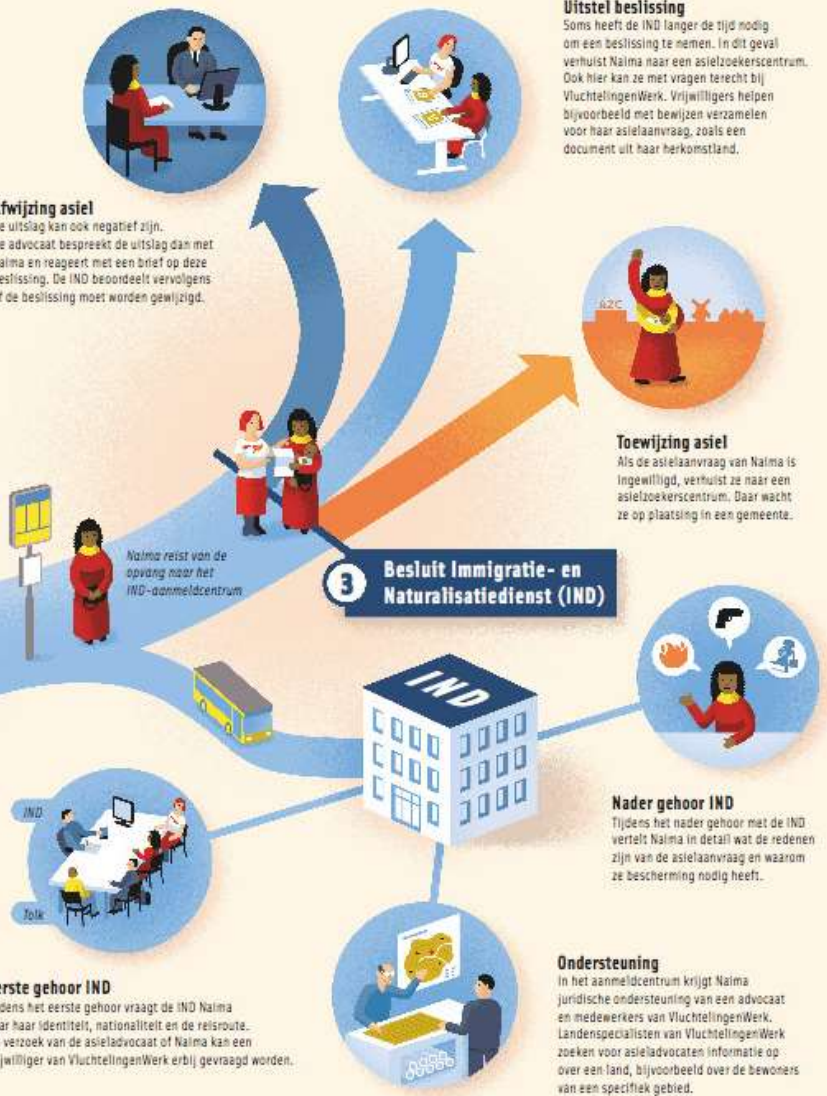 Uitstel beslissing
Soms heeft de IND langer de tijd nodig
om een beslissing te nemen. In dit geval
verhuist Naima naar een asielzoekerscentrum.
Ook hier kan ze met vragen terecht bij
VluchtelingenWerk. Vrijwilligers helpen
bijvoorbeeld met bewijzen verzamelen
voor haar asielaanvraag, zoals een
document uit haar herkomstland.
fwijzing asiel
e uitslag kan ook negatief zijn.
e advocaat bespreekt de uitslag dan met
aima en reageert met een brief op deze
eslissing. De IND beoordeelt vervolgens
f de beslissing moet worden gewijzigd.
AZC
Toewijzing asiel
Als de asielaanvraag van Naima is
ingewilligd, verhuist ze naar een
asielzoekerscentrum. Daar wacht
ze op plaatsing in een gemeente.
Naima reist van de
opvang naar het
IND-aanmeldcentrum
3
Besluit Immigratie- en
Naturalisatiedienst (IND)
IND
Nader gehoor IND
Tijdens het nader gehoor met de IND
vertelt Naima in detail wat de redenen
zijn van de asielaanvraag en waarom
ze bescherming nodig heeft.
IND
Tolk
erste gehoor IND
jdens het eerste gehoor vraagt de IND Naima
ar haar identiteit, nationaliteit en de reisroute.
verzoek van de asieladvocaat of Naima kan een
ijwilliger van VluchtelingenWerk erbij gevraagd worden.
Ondersteuning
In het aanmeldcentrum krijgt Naima
juridische ondersteuning van een advocaat
en medewerkers van VluchtelingenWerk.
Landenspecialisten van VluchtelingenWerk
zoeken voor asieladvocaten informatie op
over een land, bijvoorbeeld over de bewoners
van een specifiek gebied.